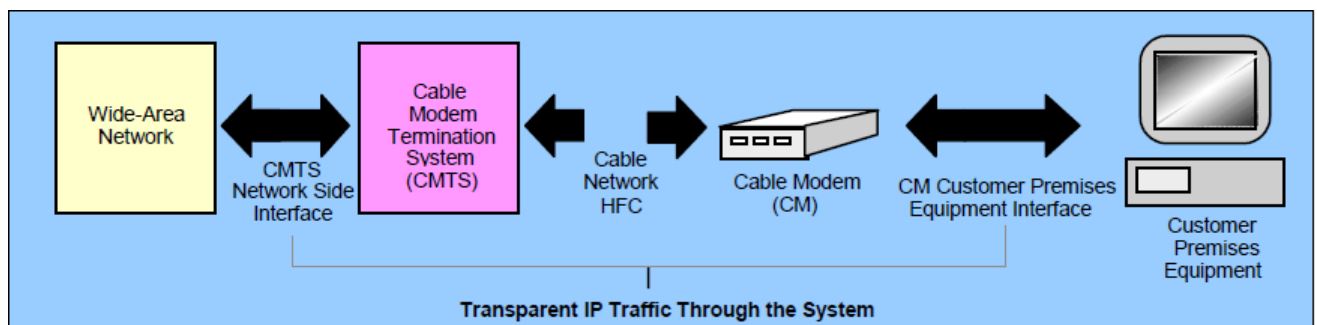 Wide-Area
Network
CMTS
Network Side
Interface
Cable
Modem
Termination
System
(CMTS)
Cable
Network
HFC
Cable Modem
(CM)
CM Customer Premises
Equipment Interface
Customer
Premises
Equipment
Transparent IP Traffic Through the System